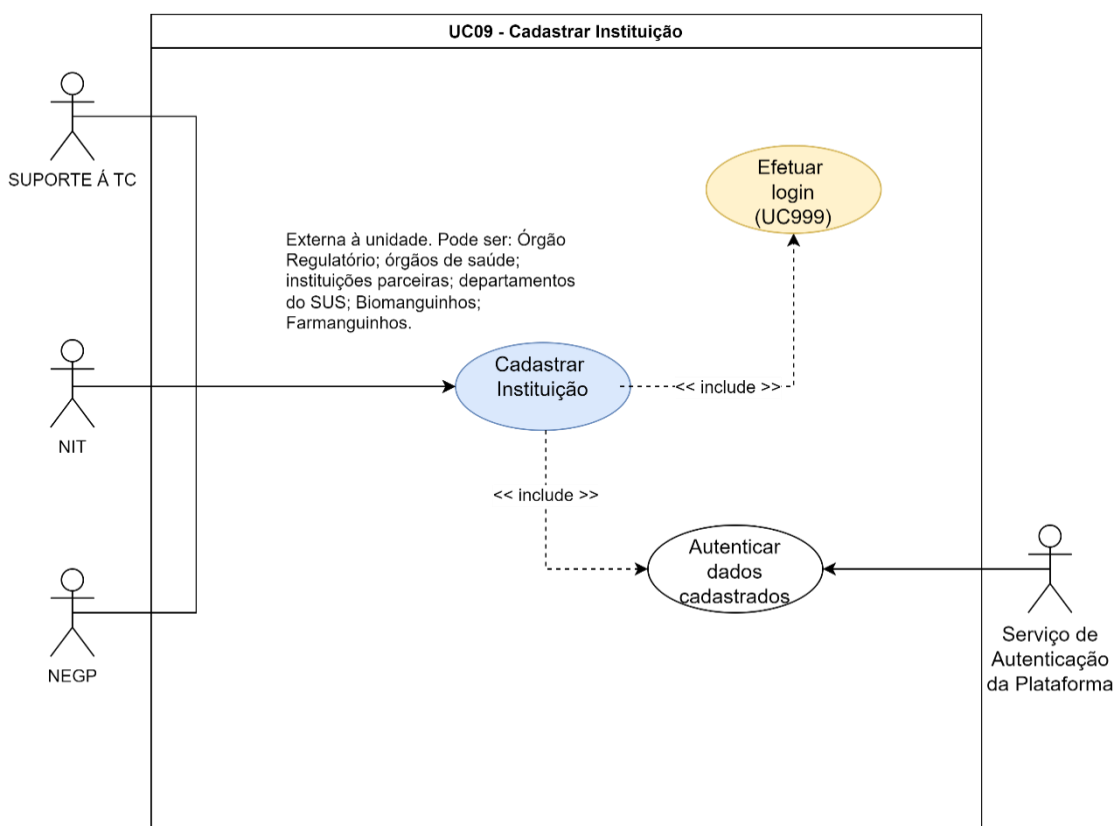 UC09 - Cadastrar Instituição
SUPORTE Á TC
Efetuar
login
(UC999)
Externa à unidade. Pode ser: Órgão
Regulatório; órgãos de saúde;
instituições parceiras; departamentos
do SUS; Biomanguinhos;
Farmanguinhos.
Cadastrar
Instituição
<< include >>
NIT
<< include >>
Autenticar
dados
cadastrados
NEGP
Serviço de
Autenticação
da Plataforma